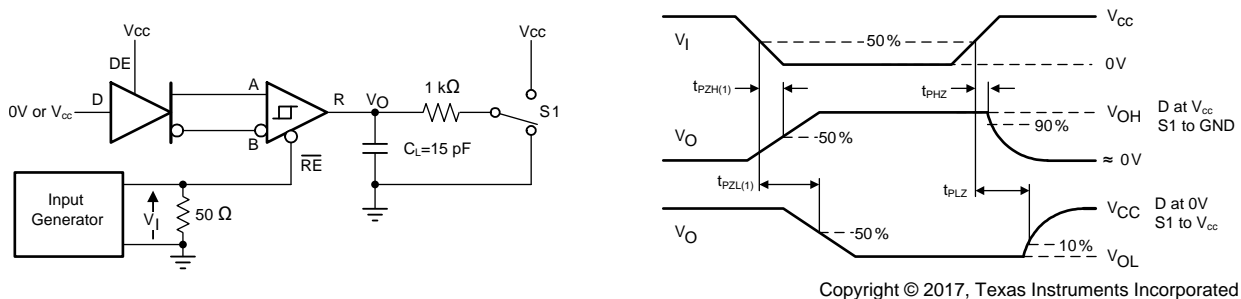 Vcc
DE
D
0V or Vcc
A
B
R
VO
1 kΩ
Vcc
S1
CL=15 pF
RE
Input
Generator
VI
50 Ω
VI
50%
Vcc
0V
tPZH(1)
tPHZ
VO
50%
VOH
90%
≈ 0V
D at Vcc
S1 to GND
tPZL(1)
tPLZ
VO
50%
VCC
10%
VOL
D at 0V
S1 to Vcc
Copyright © 2017, Texas Instruments Incorporated